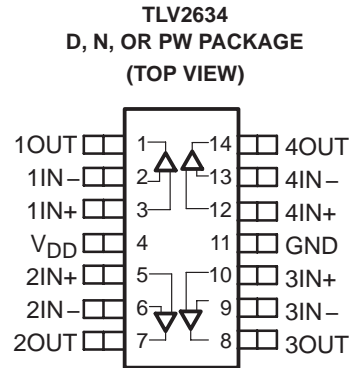 TLV2634
D, N, OR PW PACKAGE
(TOP VIEW)
1OUT 1 14 4OUT
1IN− 2 13 4IN−
1IN+ 3 12 4IN+
VDD 4 11 GND
2IN+ 5 10 3IN+
2IN− 6 9 3IN−
2OUT 7 8 3OUT